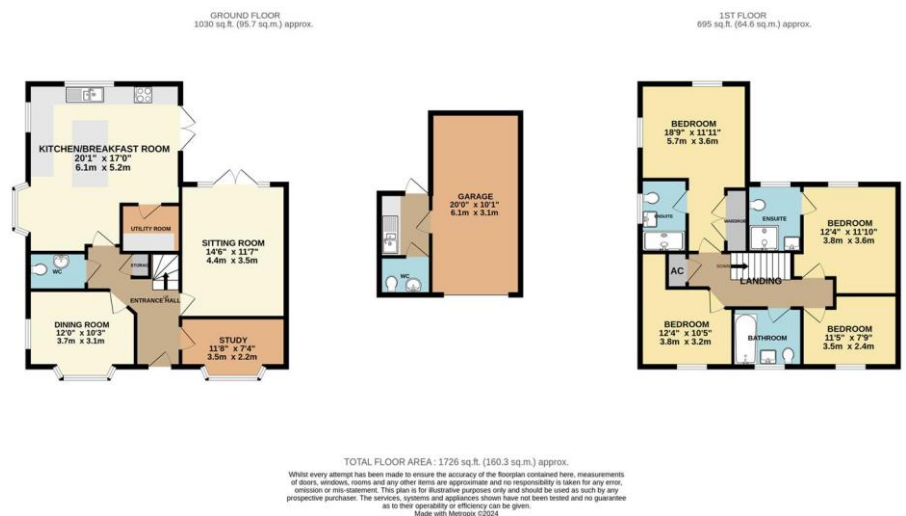 GROUND FLOOR
1030 sq.ft. (95.7 sq.m.) approx.
1ST FLOOR
695 sq.ft. (64.6 sq.m.) approx.
KITCHEN/BREAKFAST ROOM
20'1" x 17'0"
6.1m x 5.2m
UTILITY ROOM
SITTING ROOM
14'6" x 11'7"
4.4m x 3.5m
STORAGE
WC
ENTRANCE HALL
UP
DINING ROOM
12'0" x 10'3"
3.7m x 3.1m
STUDY
11'8" x 7'4"
3.5m x 2.2m
GARAGE
20'0" x 10'1"
6.1m x 3.1m
WC
BEDROOM
18'9" x 11'11"
5.7m x 3.6m
ENSUITE
WARDROBE
ENSUITE
BEDROOM
12'4" x 11'10"
3.8m x 3.6m
AC
DOWN
LANDING
BEDROOM
12'4" x 10'5"
3.8m x 3.2m
BATHROOM
BEDROOM
11'5" x 7'9"
3.5m x 2.4m
TOTAL FLOOR AREA : 1726 sq.ft. (160.3 sq.m.) approx.
Whilst every attempt has been made to ensure the accuracy of the floorplan contained here, measurements
of doors, windows, rooms and any other items are approximate and no responsibility is taken for any error,
omission or mis-statement. This plan is for illustrative purposes only and should be used as such by any
prospective purchaser. The services, systems and appliances shown have not been tested and no guarantee
as to their operability or efficiency can be given.
Made with Metropix ©2024